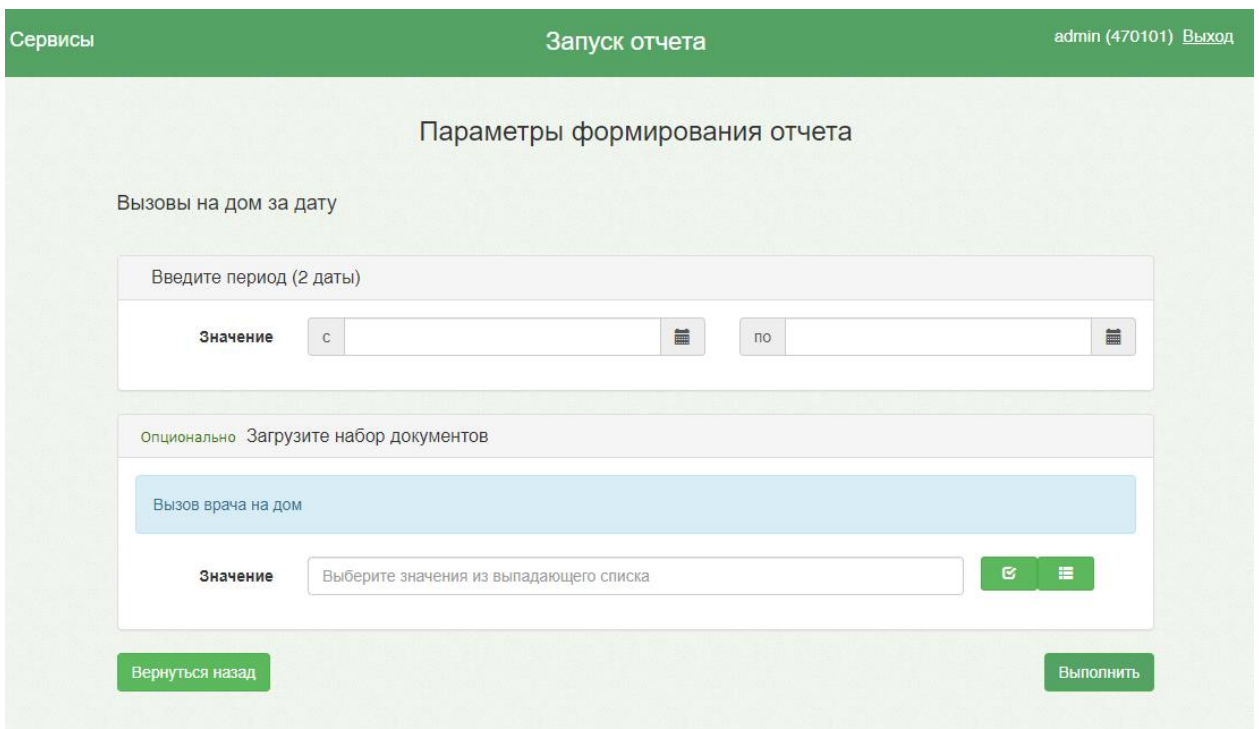 Сервисы Запуск отчета admin (470101) Выход
Параметры формирования отчета
Вызовы на дом за дату
Введите период (2 даты)
Значение с по
Опционально Загрузите набор документов
Вызов врача на дом
Значение Выберите значения из выпадающего списка
Вернуться назад Выполнить